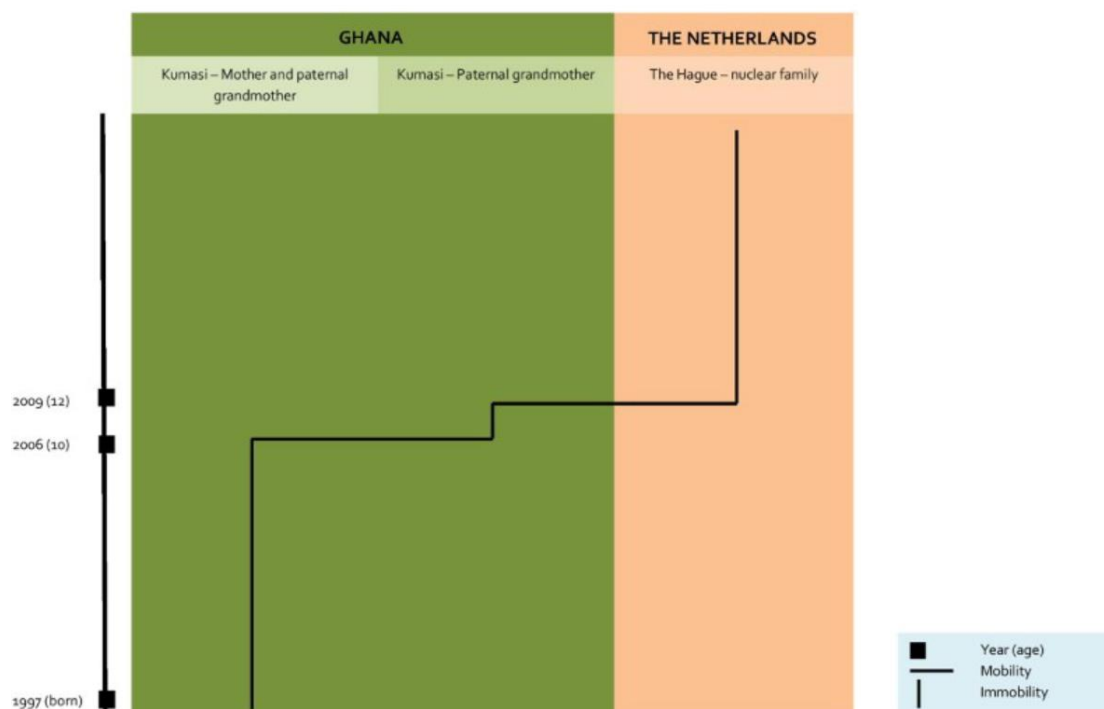 GHANA
THE NETHERLANDS
Kumasi – Mother and paternal
grandmother
Kumasi – Paternal grandmother
The Hague – nuclear family
2009 (12)
2006 (10)
1997 (born)
Year (age)
Mobility
Immobility